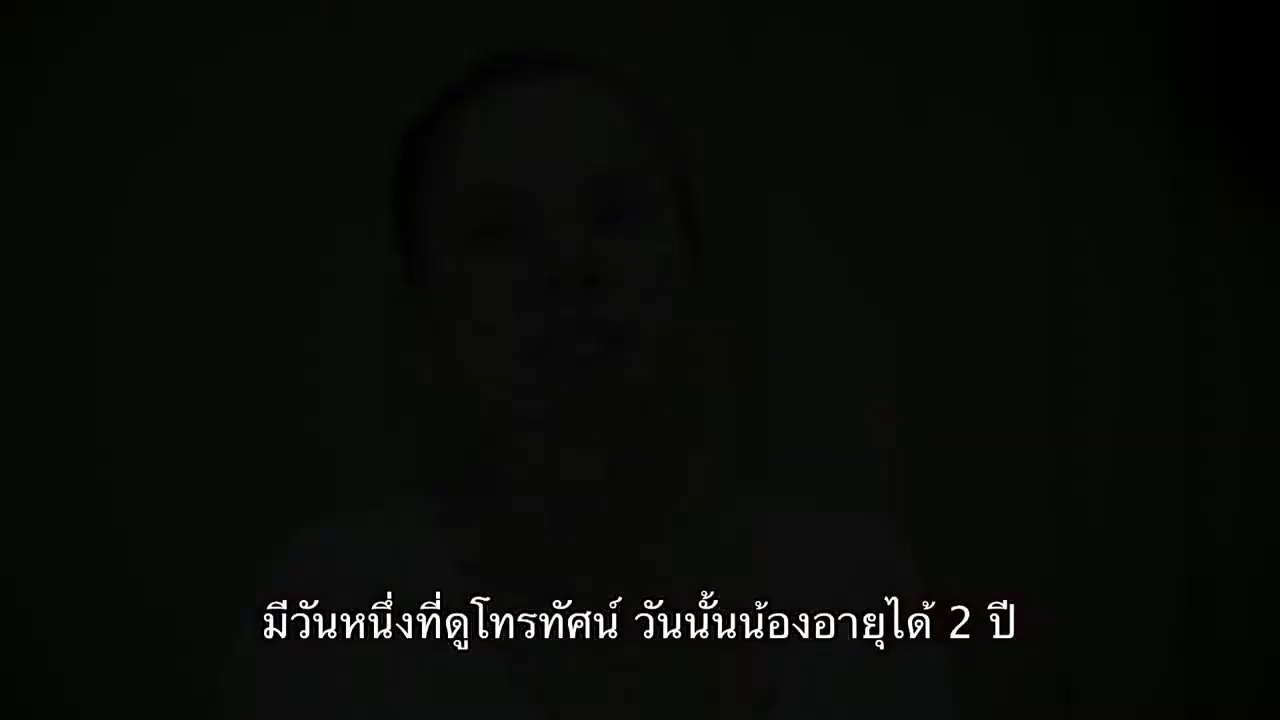 มีวันหนึ่งที่ดูโทรทัศน์ วันนั้นน้องอายุได้ 2 ปี